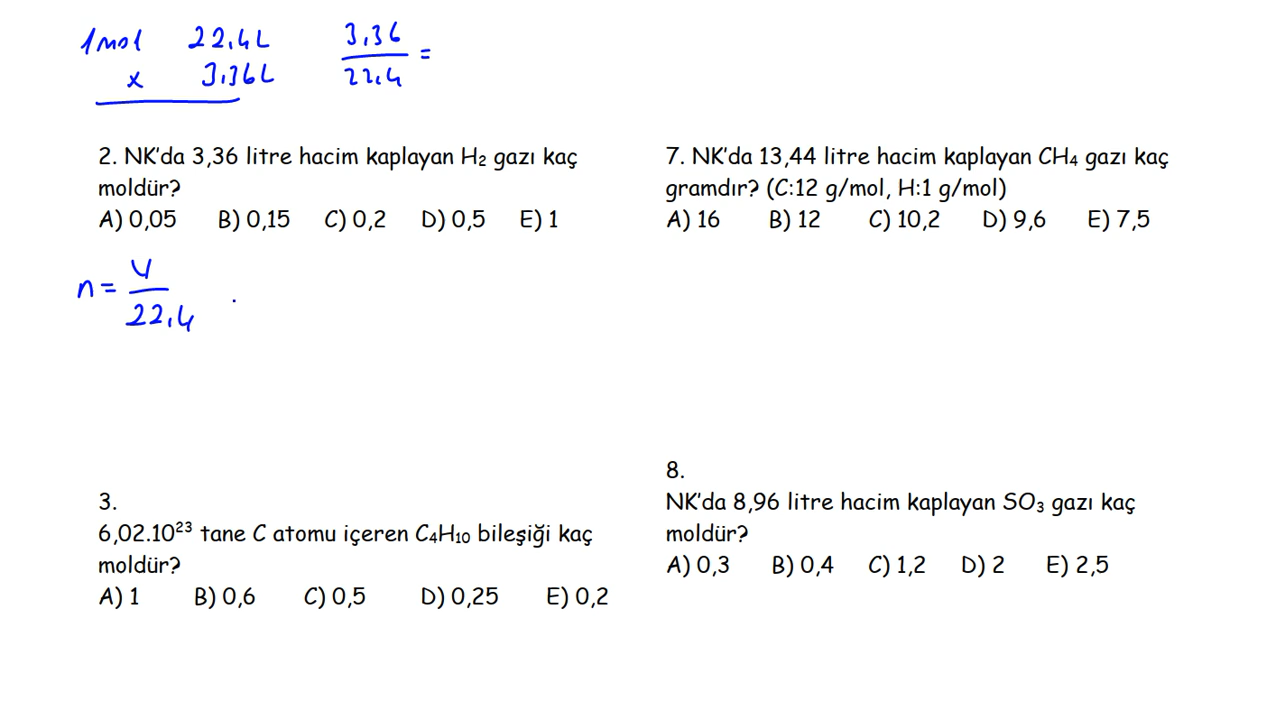 1mol 22,4L 3,36
x 3,36L 22,4 =
2. NK'da 3,36 litre hacim kaplayan H₂ gazı kaç
moldür?
A) 0,05 B) 0,15 C) 0,2 D) 0,5 E) 1
n = V
22,4
3.
6,02.10²³ tane C atomu içeren C₄H₁₀ bileşiği kaç
moldür?
A) 1 B) 0,6 C) 0,5 D) 0,25 E) 0,2
7. NK'da 13,44 litre hacim kaplayan CH₄ gazı kaç
gramdır? (C:12 g/mol, H:1 g/mol)
A) 16 B) 12 C) 10,2 D) 9,6 E) 7,5
8.
NK'da 8,96 litre hacim kaplayan SO₃ gazı kaç
moldür?
A) 0,3 B) 0,4 C) 1,2 D) 2 E) 2,5